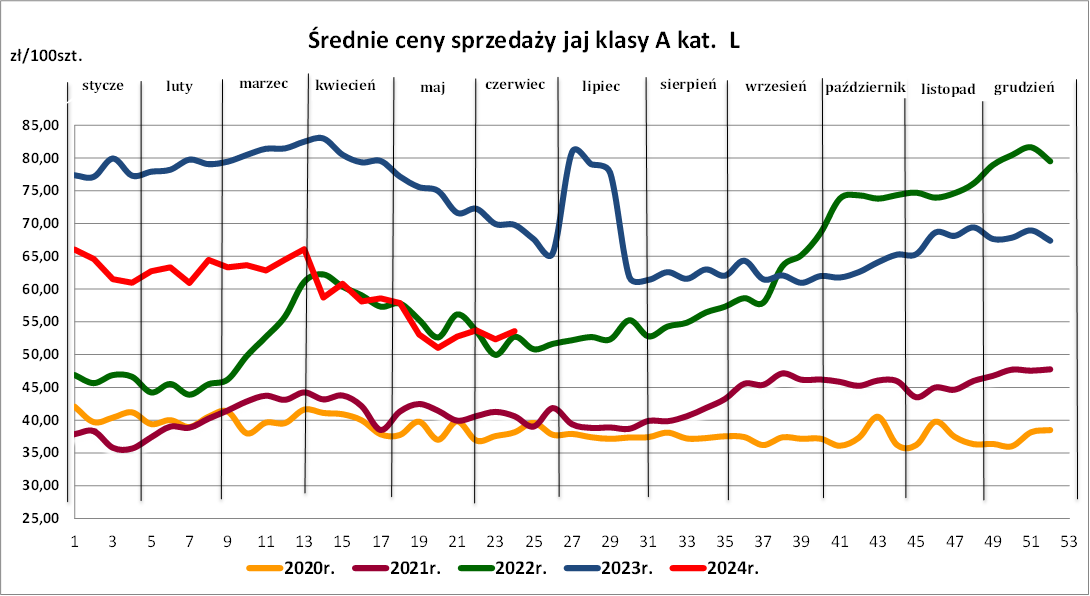 Średnie ceny sprzedaży jaj klasy A kat. L
zł/100szt.
stycze luty marzec kwiecień maj czerwiec lipiec sierpień wrzesień październik listopad grudzień
85,00
80,00
75,00
70,00
65,00
60,00
55,00
50,00
45,00
40,00
35,00
30,00
25,00
1 3 5 7 9 11 13 15 17 19 21 23 25 27 29 31 33 35 37 39 41 43 45 47 49 51 53
2020r. 2021r. 2022r. 2023r. 2024r.